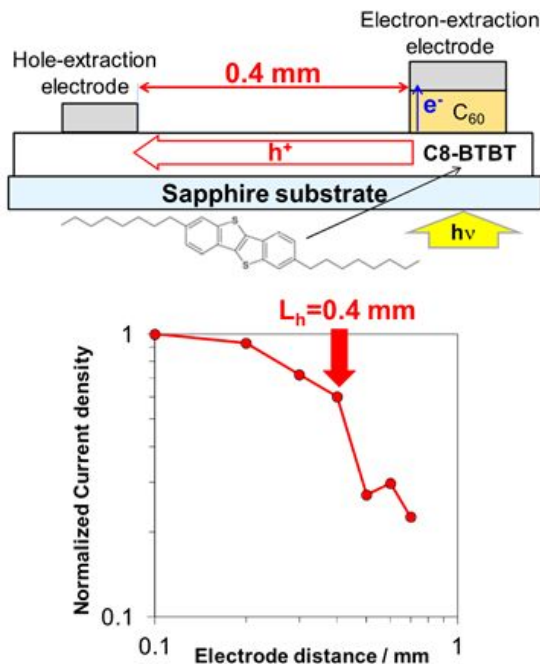 Electron-extraction
electrode
Hole-extraction
electrode
0.4 mm
e-
C60
h+
C8-BTBT
Sapphire substrate
S
S
hν
Lh=0.4 mm
1
0.1
Normalized Current density
0.1
1
Electrode distance / mm